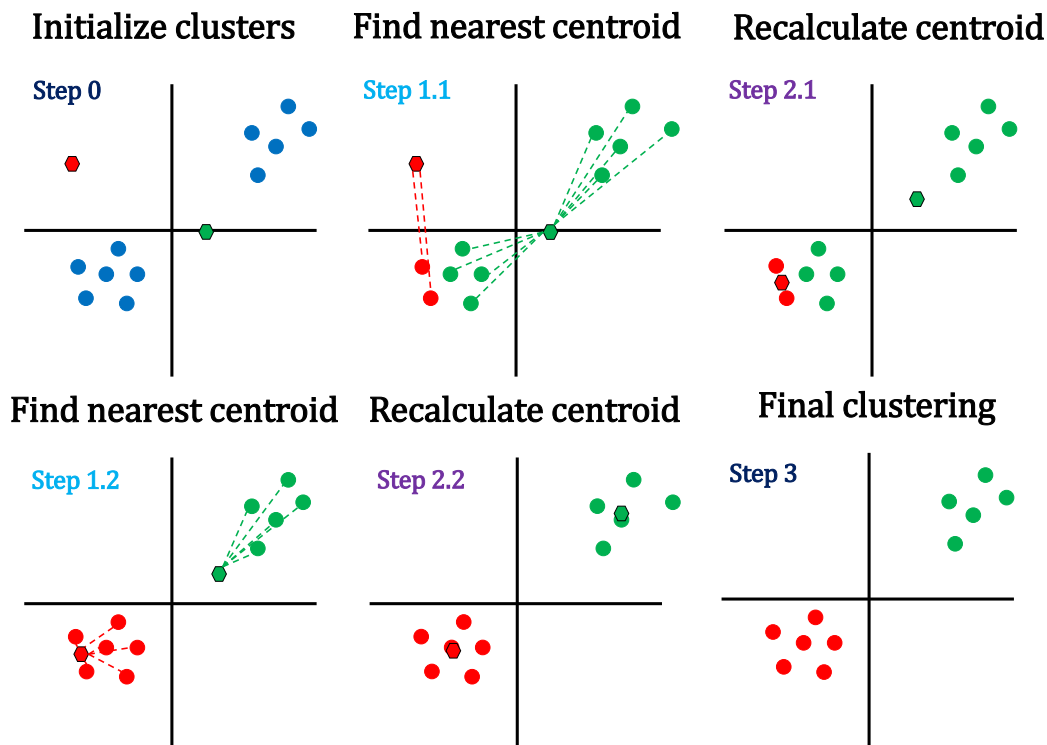 Initialize clusters
Find nearest centroid
Recalculate centroid
Step 0
Step 1.1
Step 2.1
Find nearest centroid
Recalculate centroid
Final clustering
Step 1.2
Step 2.2
Step 3